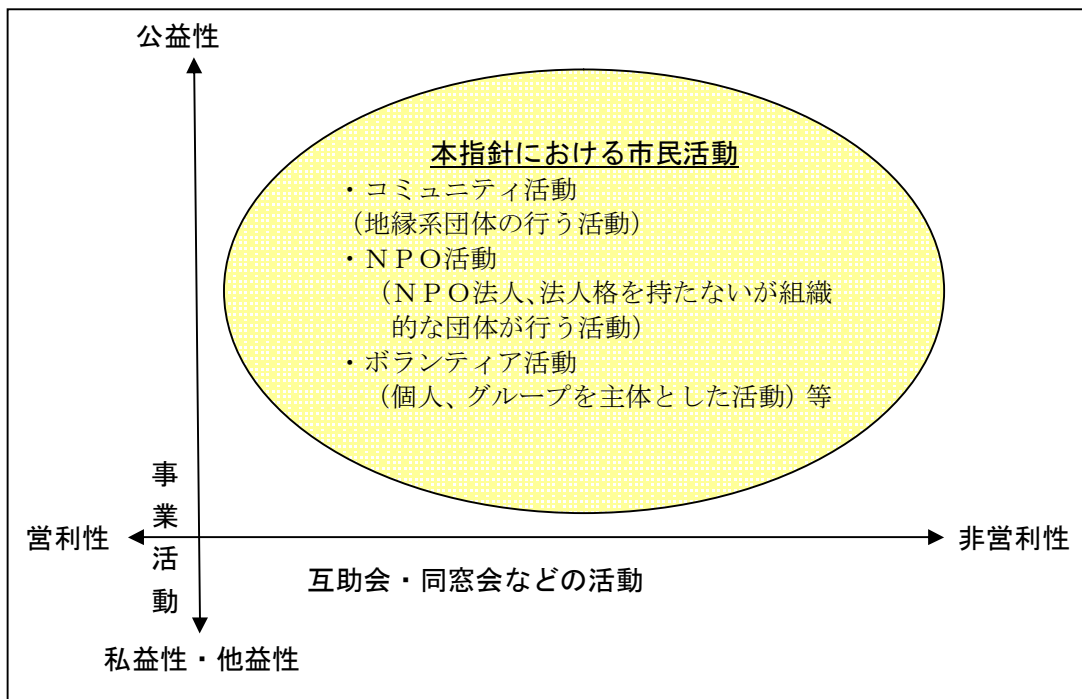 公益性
本指針における市民活動
・コミュニティ活動
（地縁系団体の行う活動）
・ＮＰＯ活動
（ＮＰＯ法人、法人格を持たないが組織
的な団体が行う活動）
・ボランティア活動
（個人、グループを主体とした活動）等
事業活動
営利性
非営利性
互助会・同窓会などの活動
私益性・他益性